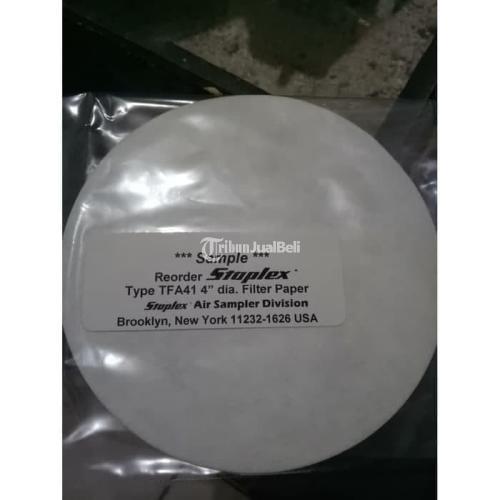 *** Sample ***
TribunJualBeli
Reorder Staplex®
Type TFA41 4" dia. Filter Paper
Staplex® Air Sampler Division
Brooklyn, New York 11232-1626 USA